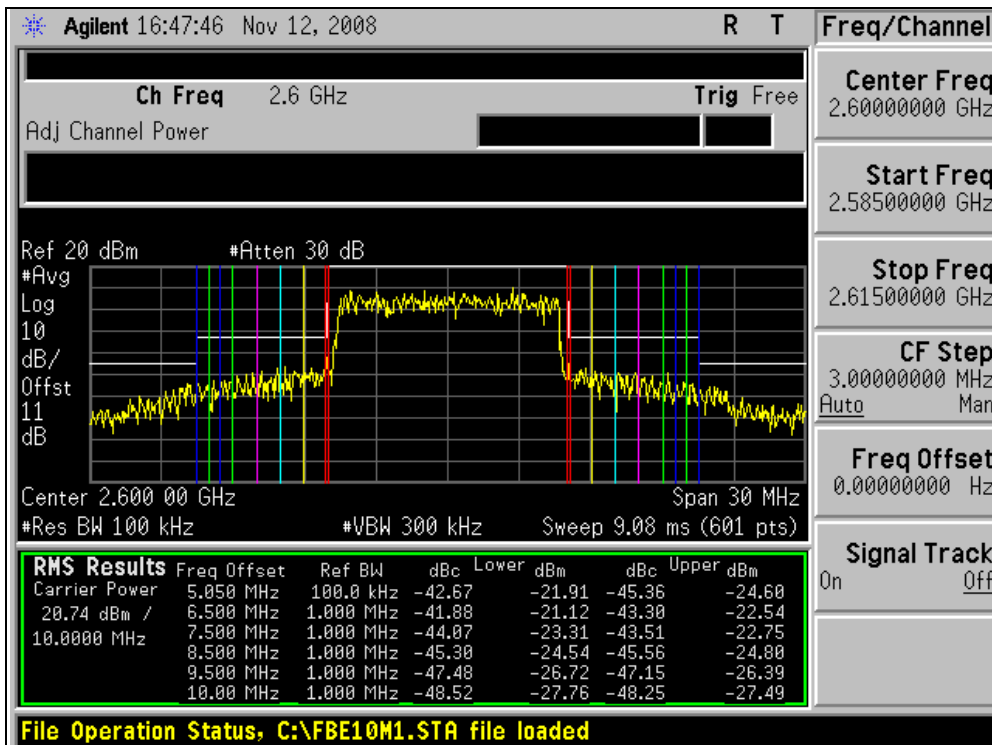 Agilent 16:47:46 Nov 12, 2008 R T
Ch Freq 2.6 GHz Trig Free
Adj Channel Power
Ref 20 dBm #Atten 30 dB
#Avg
Log
10
dB/
Offst
11
dB
Center 2.600 00 GHz Span 30 MHz
#Res BW 100 kHz #VBW 300 kHz Sweep 9.08 ms (601 pts)
RMS Results Freq Offset Ref BW dBc Lower dBm dBc Upper dBm
Carrier Power 5.050 MHz 100.0 kHz -42.67 -21.91 -45.36 -24.60
20.74 dBm / 6.500 MHz 1.000 MHz -41.88 -21.12 -43.30 -22.54
10.0000 MHz 7.500 MHz 1.000 MHz -44.07 -23.31 -43.51 -22.75
8.500 MHz 1.000 MHz -45.30 -24.54 -45.56 -24.80
9.500 MHz 1.000 MHz -47.48 -26.72 -47.15 -26.39
10.00 MHz 1.000 MHz -48.52 -27.76 -48.25 -27.49
File Operation Status, C:\FBE10M1.STA file loaded
Freq/Channel
Center Freq
2.60000000 GHz
Start Freq
2.58500000 GHz
Stop Freq
2.61500000 GHz
CF Step
3.00000000 MHz
Auto Man
Freq Offset
0.00000000 Hz
Signal Track
On Off